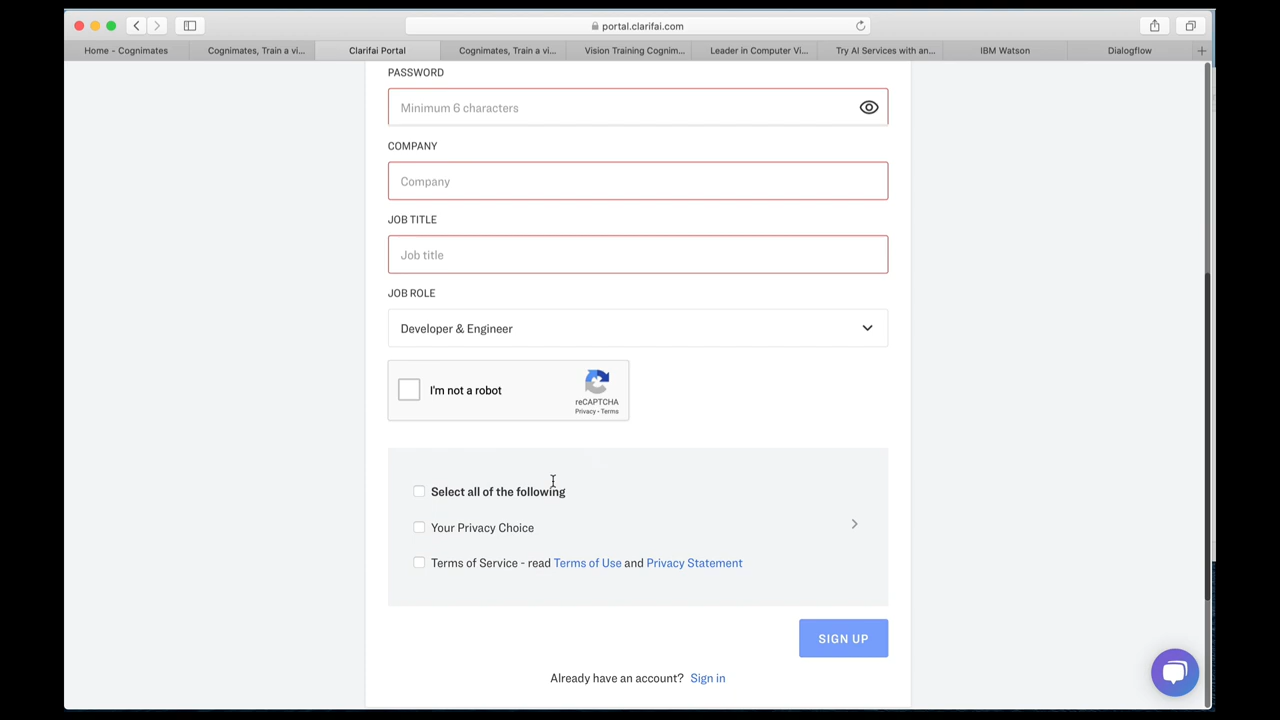 portal.clarifai.com
Home - Cognimates
Cognimates, Train a vi...
Clarifai Portal
Cognimates, Train a vi...
Vision Training Cognim...
Leader in Computer Vi...
Try AI Services with an...
IBM Watson
Dialogflow
PASSWORD
Minimum 6 characters
COMPANY
Company
JOB TITLE
Job title
JOB ROLE
Developer & Engineer
I'm not a robot
reCAPTCHA
Privacy - Terms
Select all of the following
Your Privacy Choice
Terms of Service - read Terms of Use and Privacy Statement
SIGN UP
Already have an account? Sign in